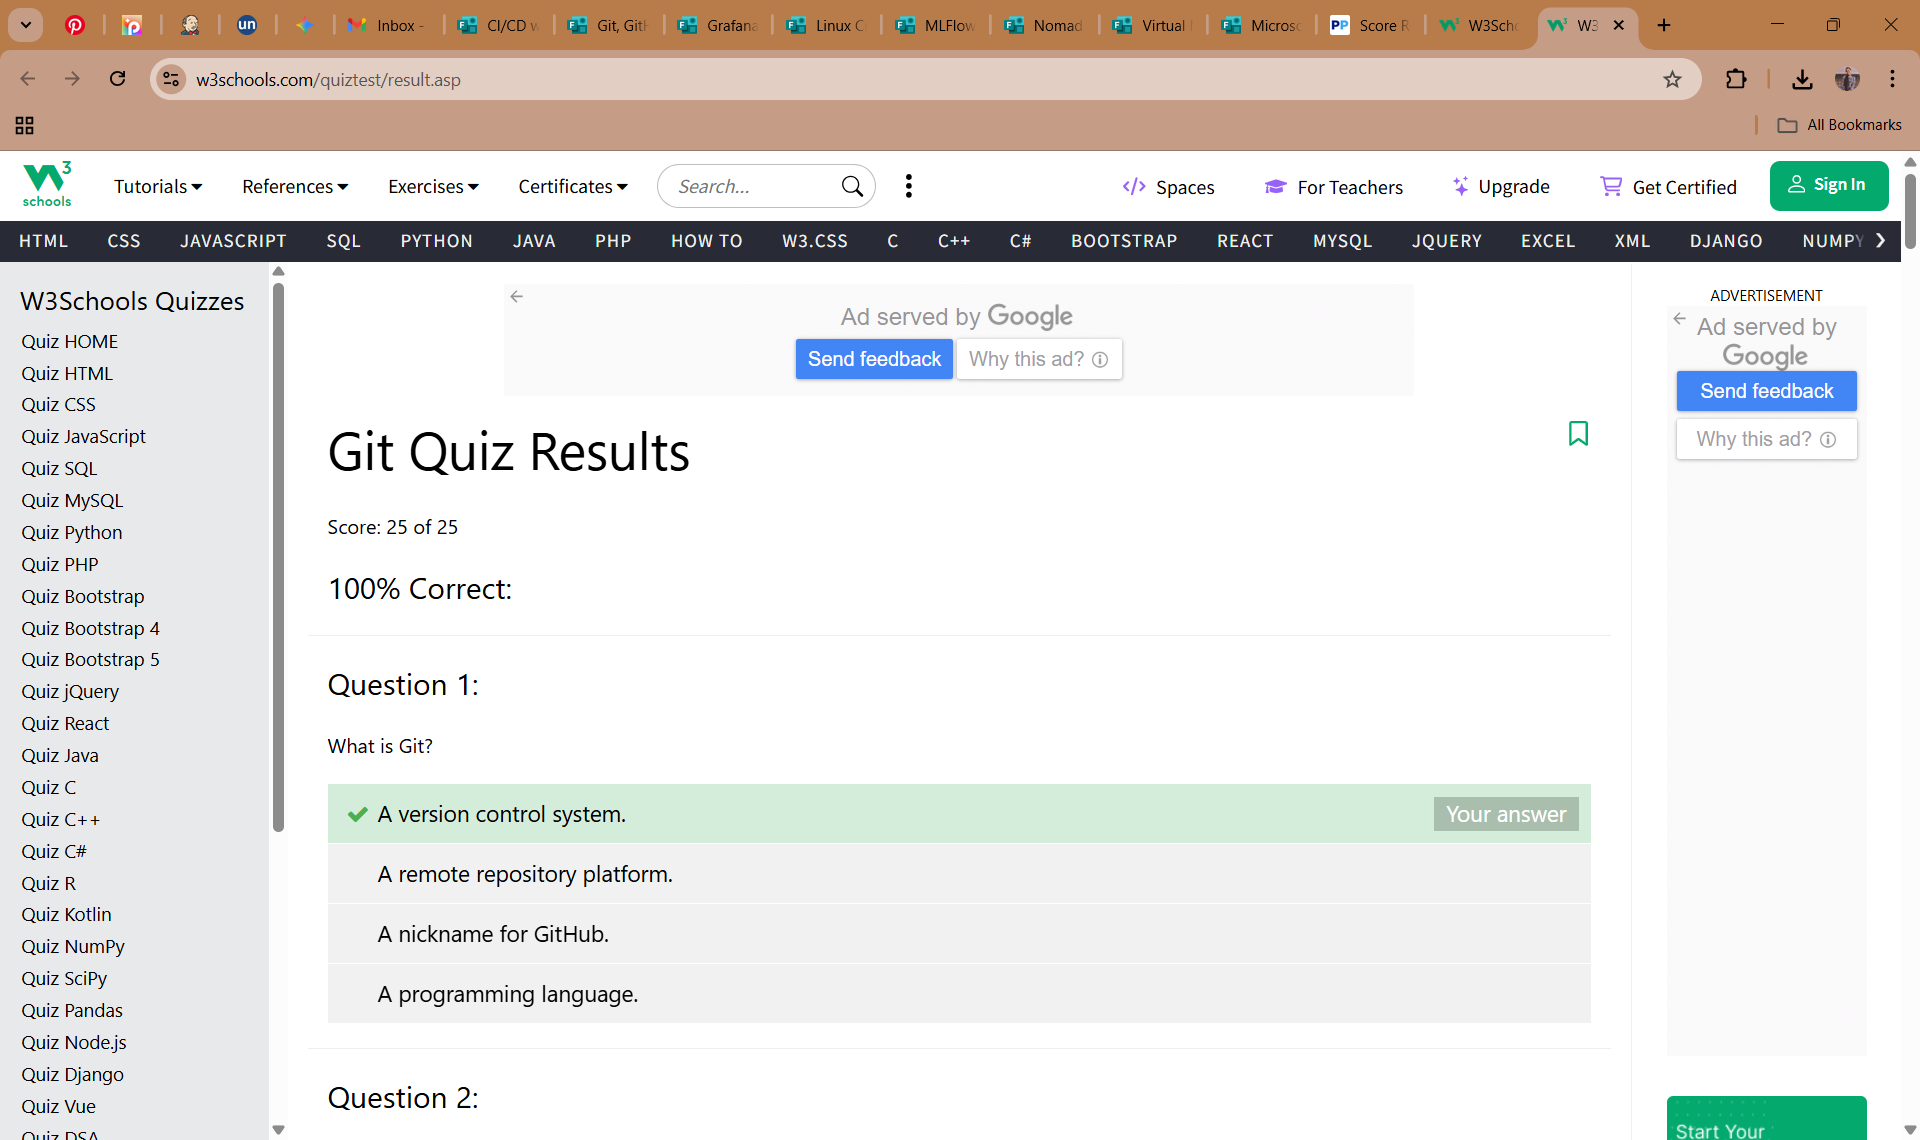 un
Inbox -
CI/CD w
Git, GitH
Grafana
Linux C
MLFlow
Nomad
Virtual
Microso
PP
Score R
W3Scho
W3
w3schools.com/quiztest/result.asp
All Bookmarks
3
schools
Tutorials
References
Exercises
Certificates
Search...
</> Spaces
For Teachers
Upgrade
Get Certified
Sign In
HTML
CSS
JAVASCRIPT
SQL
PYTHON
JAVA
PHP
HOW TO
W3.CSS
C
C++
C#
BOOTSTRAP
REACT
MYSQL
JQUERY
EXCEL
XML
DJANGO
NUMPY
W3Schools Quizzes
Quiz HOME
Quiz HTML
Quiz CSS
Quiz JavaScript
Quiz SQL
Quiz MySQL
Quiz Python
Quiz PHP
Quiz Bootstrap
Quiz Bootstrap 4
Quiz Bootstrap 5
Quiz jQuery
Quiz React
Quiz Java
Quiz C
Quiz C++
Quiz C#
Quiz R
Quiz Kotlin
Quiz NumPy
Quiz SciPy
Quiz Pandas
Quiz Node.js
Quiz Django
Quiz Vue
Quiz DSA
Ad served by Google
Send feedback
Why this ad?
Git Quiz Results
Score: 25 of 25
100% Correct:
Question 1:
What is Git?
A version control system.
Your answer
A remote repository platform.
A nickname for GitHub.
A programming language.
Question 2:
ADVERTISEMENT
Ad served by
Google
Send feedback
Why this ad?
Start Your